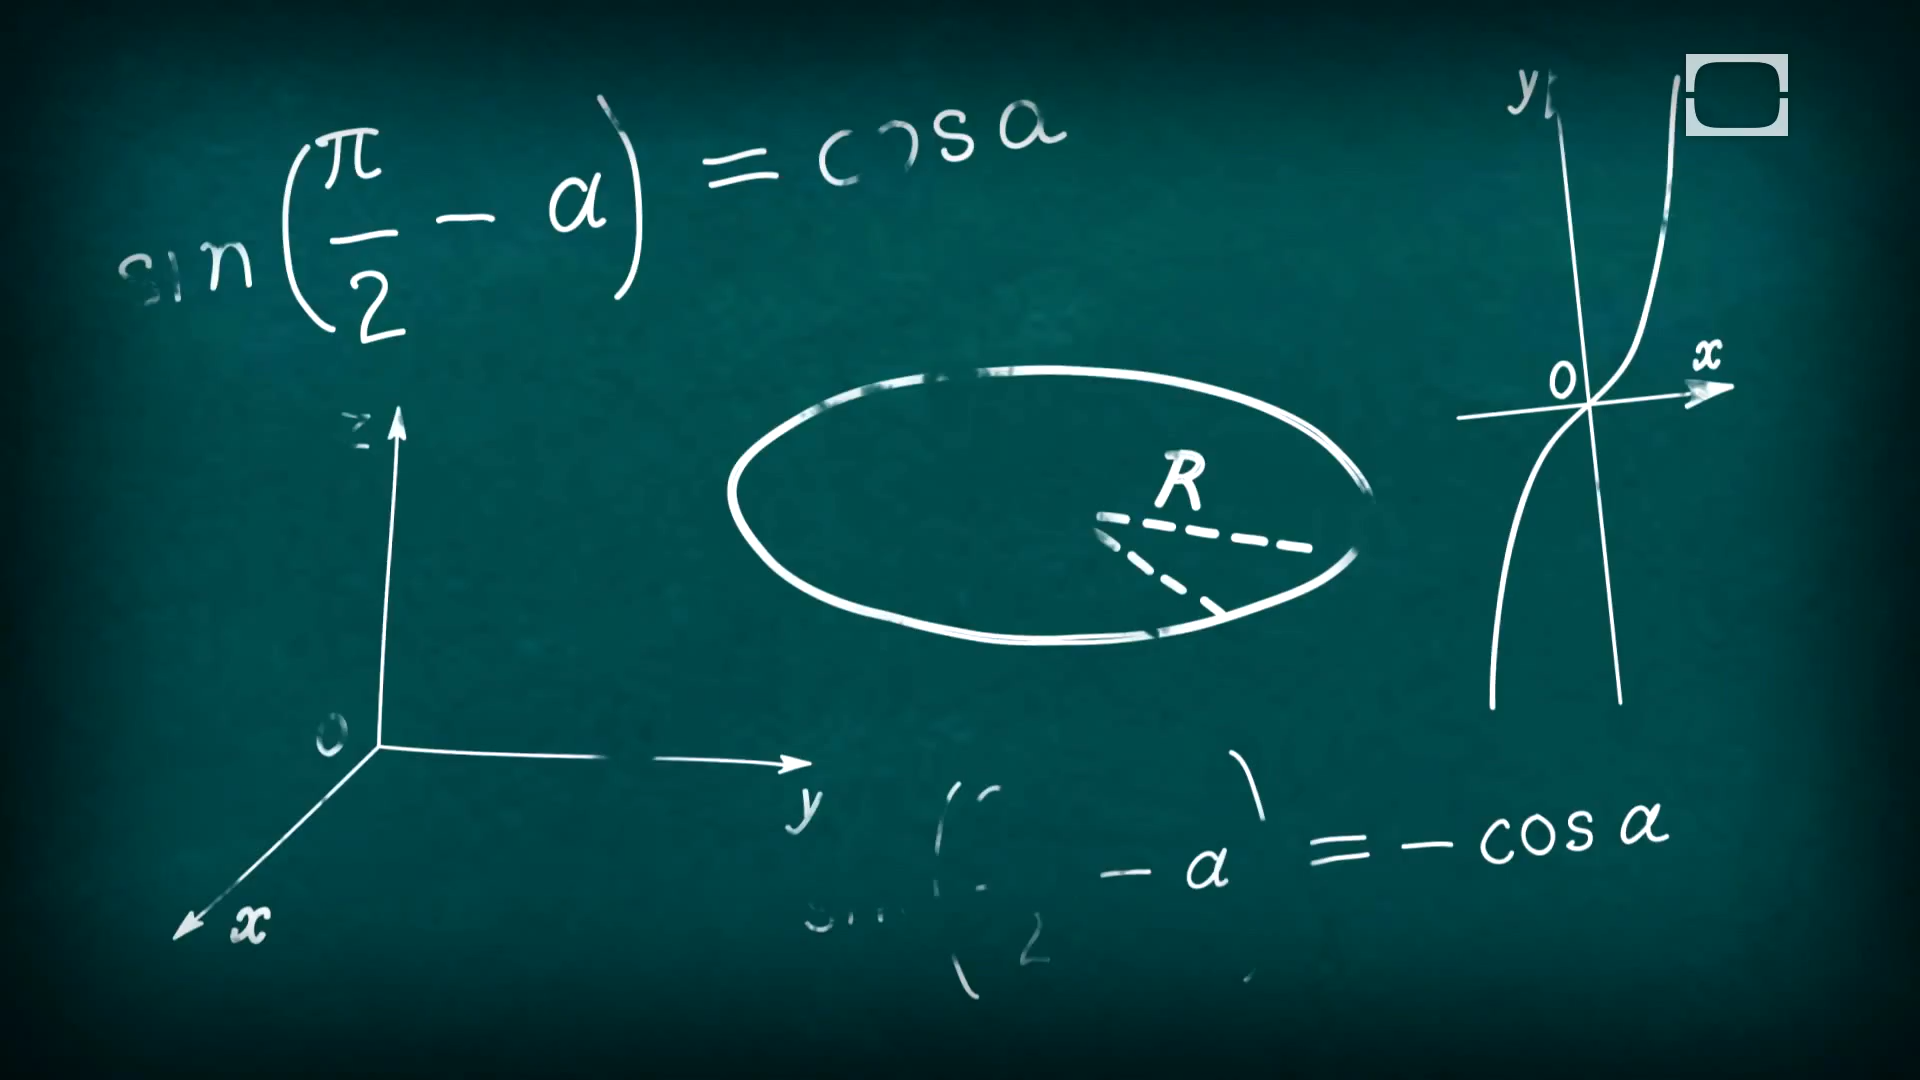 sin(π/2 - a) = cos a
y
x
0
R
z
0
y
x
- a) = - cos a